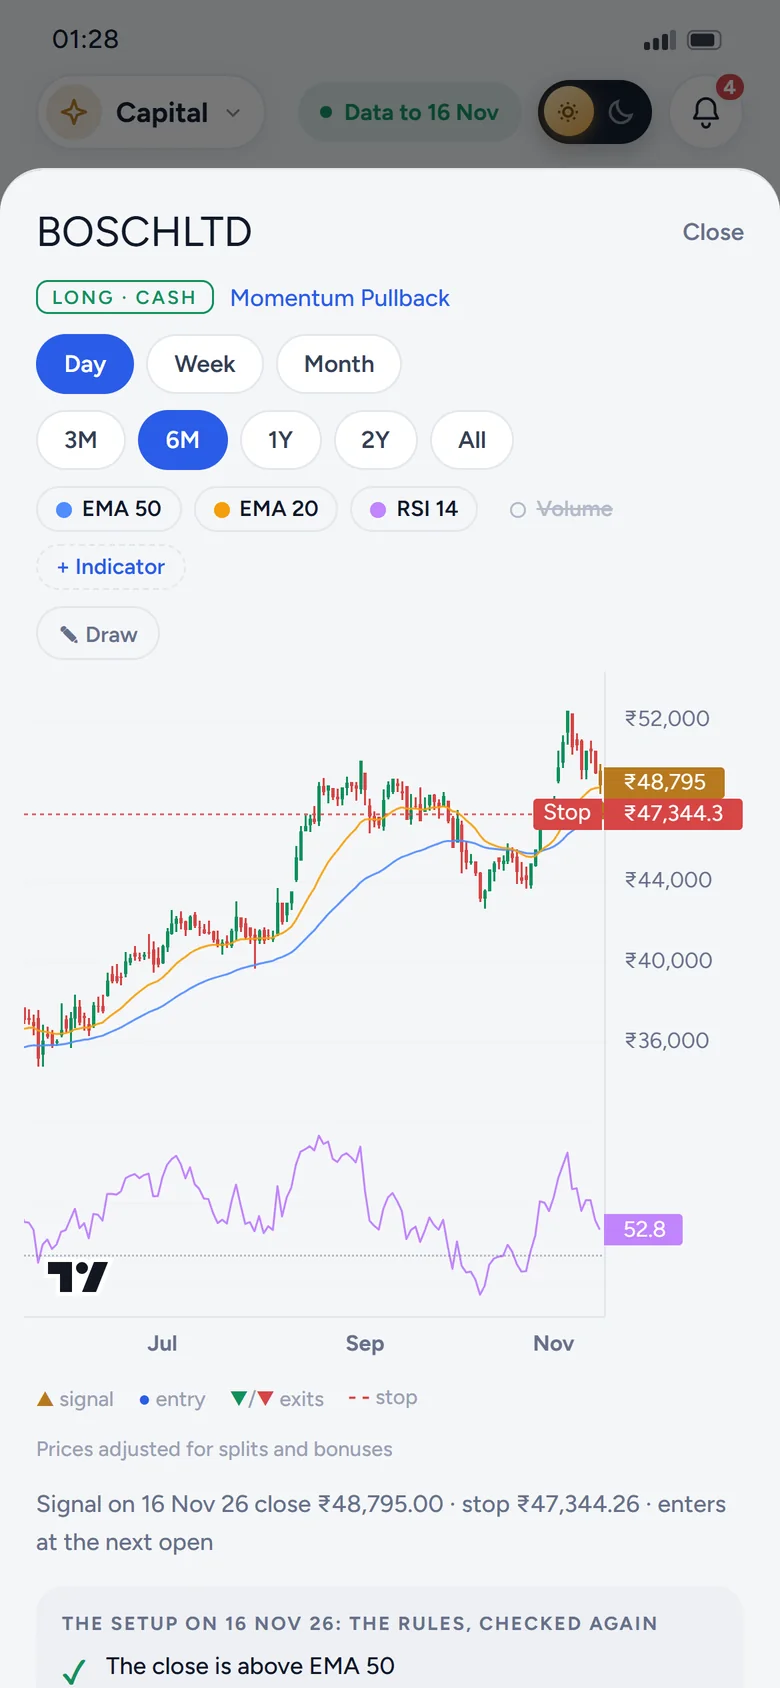 01:28
Capital
Data to 16 Nov
4
BOSCHLTD
Close
LONG · CASH
Momentum Pullback
Day
Week
Month
3M
6M
1Y
2Y
All
EMA 50
EMA 20
RSI 14
Volume
+ Indicator
Draw
₹52,000
₹48,795
Stop
₹47,344.3
₹44,000
₹40,000
₹36,000
52.8
Jul
Sep
Nov
signal
entry
/
exits
stop
Prices adjusted for splits and bonuses
Signal on 16 Nov 26 close ₹48,795.00 · stop ₹47,344.26 · enters
at the next open
THE SETUP ON 16 NOV 26: THE RULES, CHECKED AGAIN
The close is above EMA 50